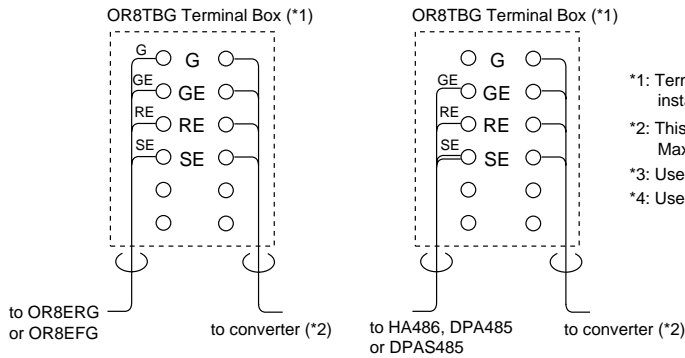 OR8TBG Terminal Box (*1)
G
G
GE
GE
RE
RE
SE
SE
to OR8ERG
or OR8EFG
to converter (*2)
OR8TBG Terminal Box (*1)
G
GE
GE
RE
RE
SE
SE
to HA486, DPA485
or DPAS485
to converter (*2)
*1: Terr
inst
*2: This
Max
*3: Use
*4: Use